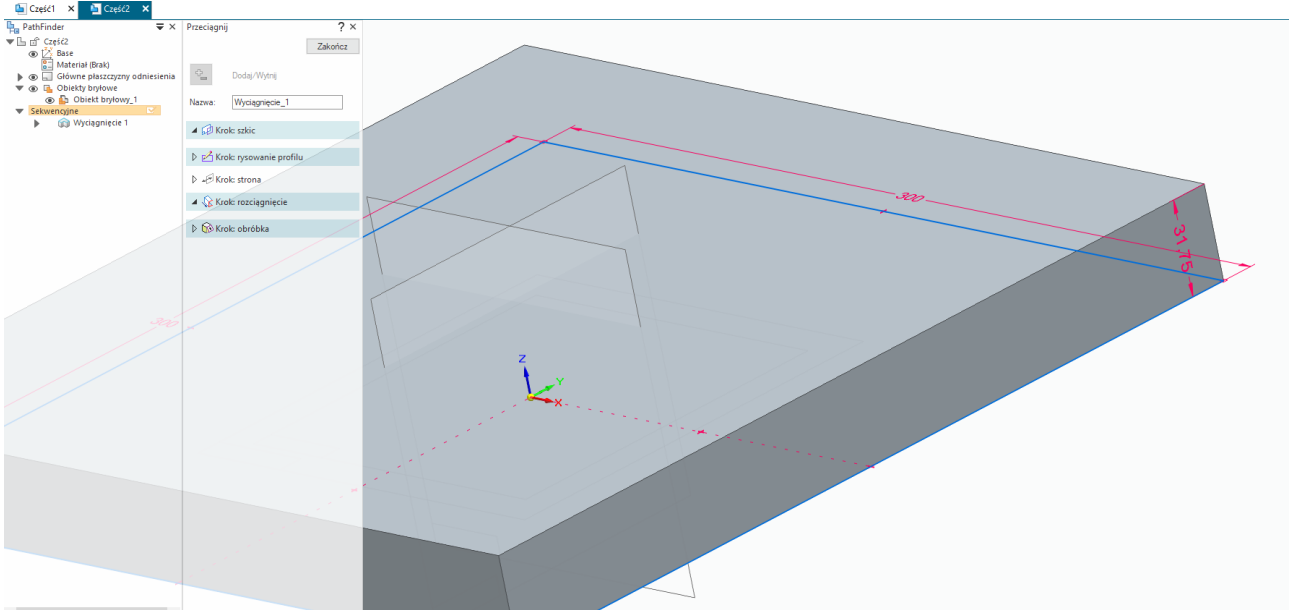 Część1 × Część2 ×
PathFinder
Część2
Base
Materiał (Brak)
Główne płaszczyzny odniesienia
Obiekty bryłowe
Obiekt bryłowy_1
Sekwencyjne
Wyciągnięcie 1
Przeciągnij ? ×
Zakończ
Dodaj/Wytnij
Nazwa: Wyciągnięcie_1
Krok: szkic
Krok: rysowanie profilu
Krok: strona
Krok: rozciągnięcie
Krok: obróbka
300
300
31,75
Z
Y
X